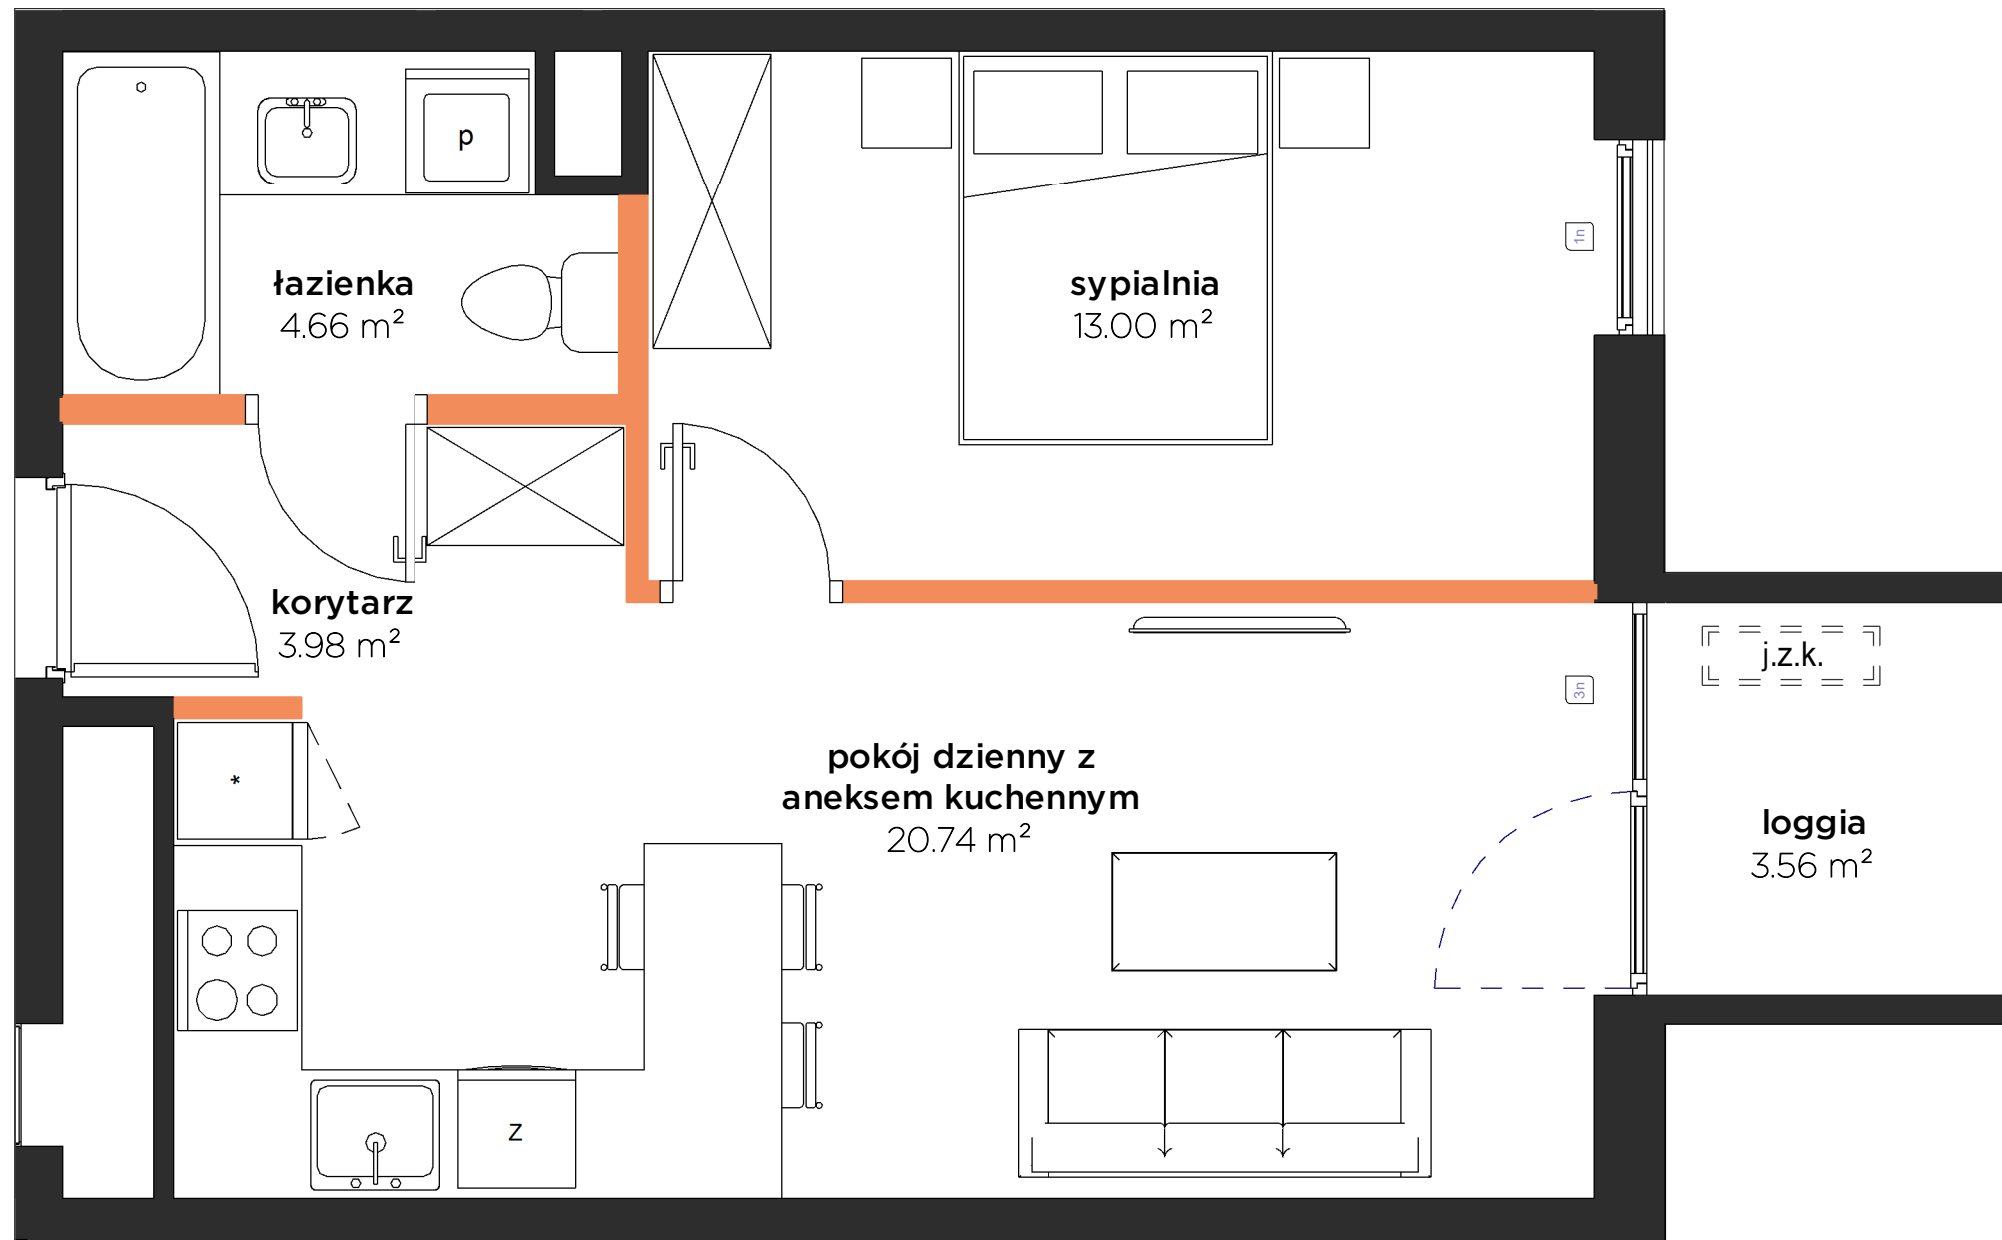 p
łazienka
4.66 m²
sypialnia
13.00 m²
1n
korytarz
3.98 m²
j.z.k.
3n
*
pokój dzienny z
aneksem kuchennym
20.74 m²
loggia
3.56 m²
z